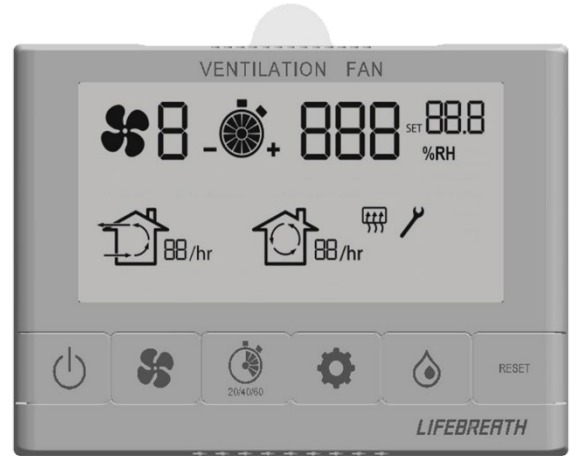 VENTILATION FAN
8 - + 888 SET 88.8
%RH
88/hr 88/hr
20/40/60
RESET
LIFEBREATH